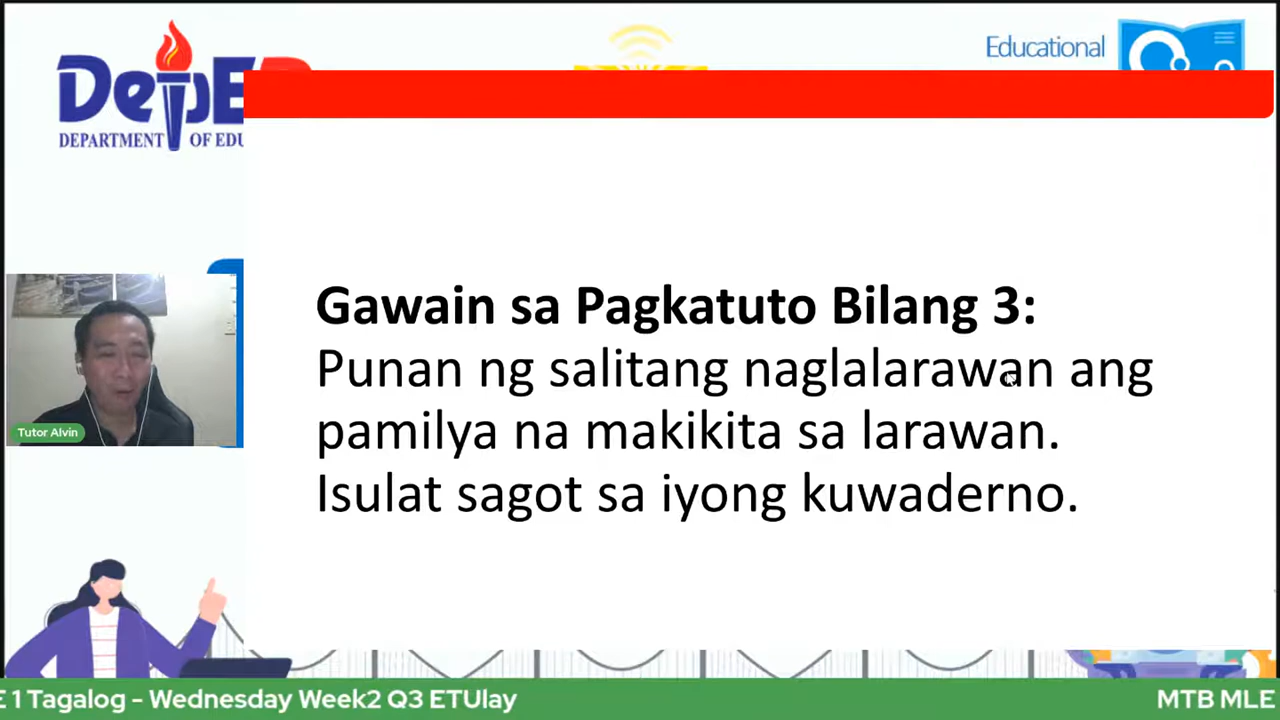 DepE
DEPARTMENT OF EDU
Educational
Gawain sa Pagkatuto Bilang 3:
Punan ng salitang naglalarawan ang
pamilya na makikita sa larawan.
Isulat sagot sa iyong kuwaderno.
Tutor Alvin
E 1 Tagalog - Wednesday Week2 Q3 ETUlay
MTB MLE